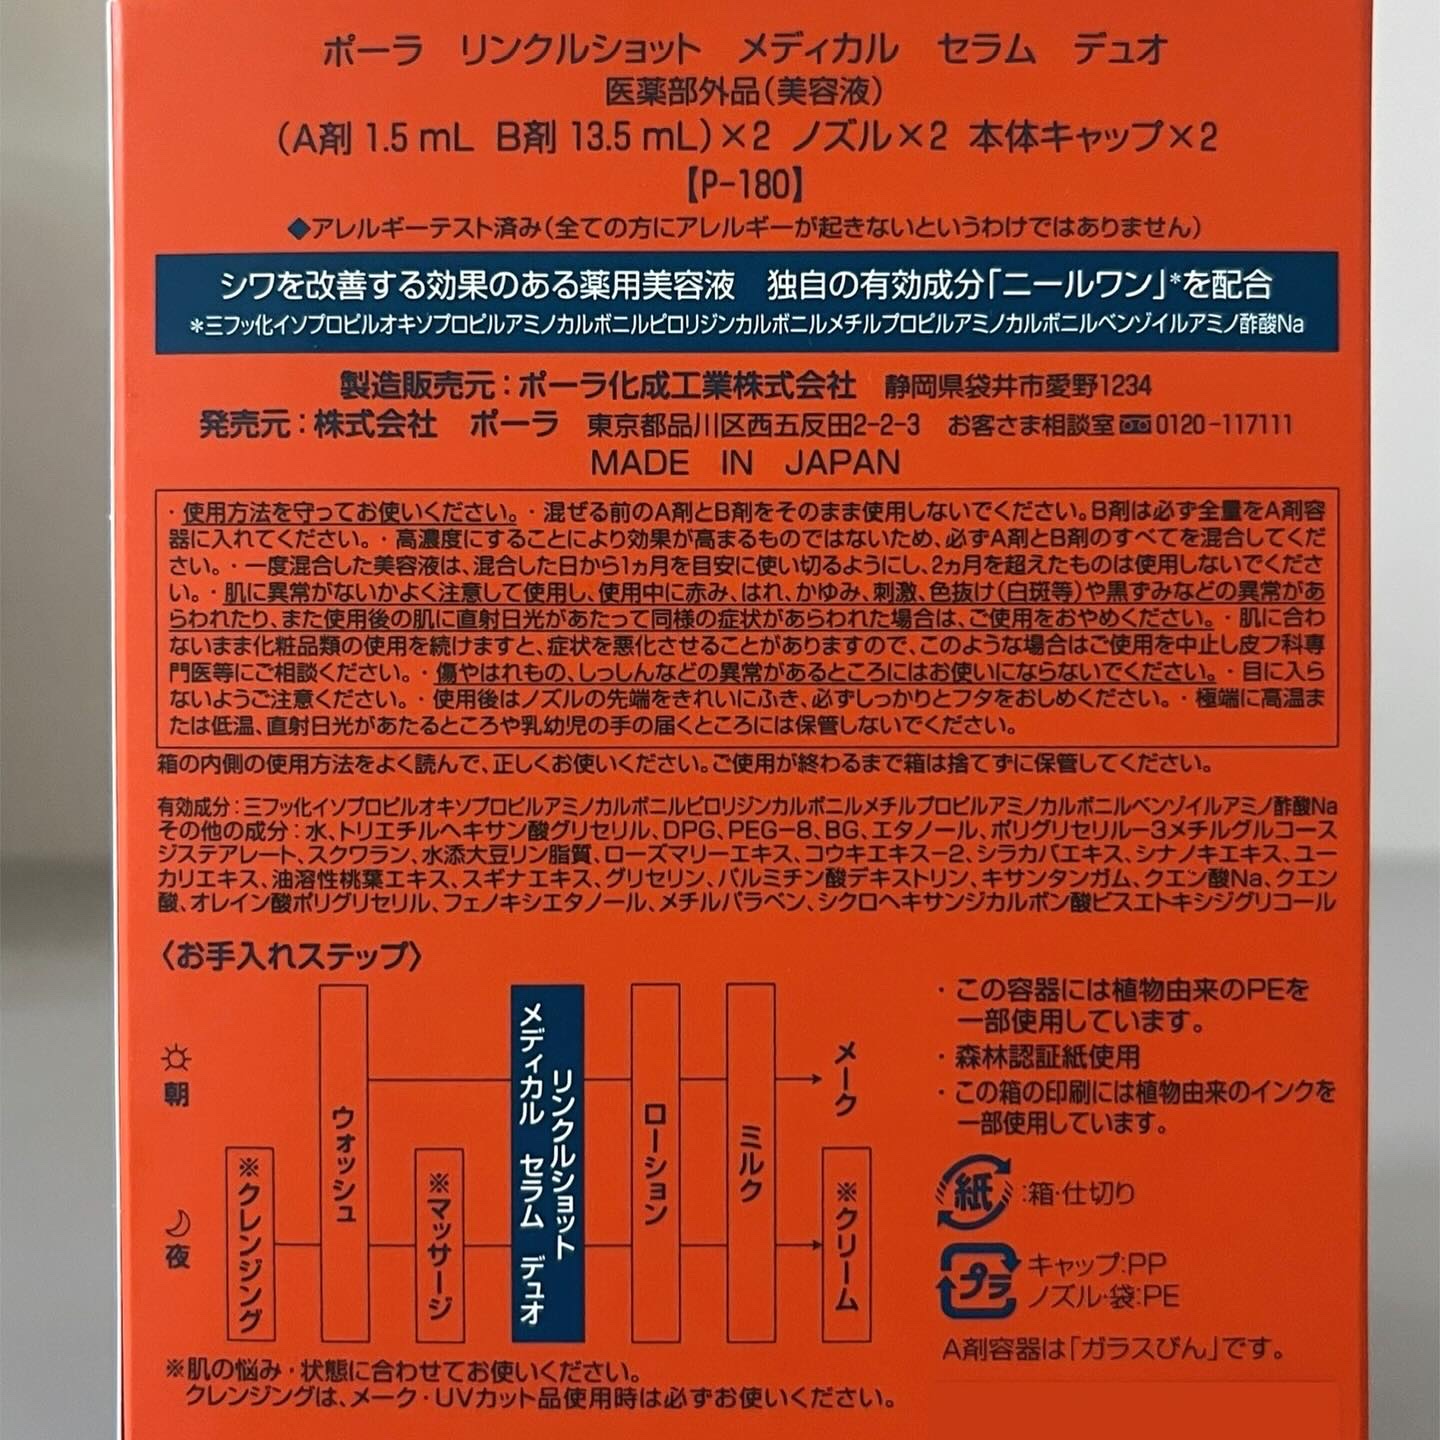 ポーラ リンクルショット メディカル セラム デュオ
医薬部外品(美容液)
(A剤 1.5 mL B剤 13.5 mL)×2 ノズル×2 本体キャップ×2
【P-180】
◆アレルギーテスト済み(全ての方にアレルギーが起きないというわけではありません)
シワを改善する効果のある薬用美容液 独自の有効成分「ニールワン」*を配合
*三フッ化イソプロピルオキソプロピルアミノカルボニルピロリジンカルボニルメチルプロピルアミノカルボニルベンゾイルアミノ酢酸Na
製造販売元:ポーラ化成工業株式会社 静岡県袋井市愛野1234
発売元:株式会社 ポーラ 東京都品川区西五反田2-2-3 お客さま相談室 0120-117111
MADE IN JAPAN
・使用方法を守ってお使いください。・混ぜる前のA剤とB剤をそのまま使用しないでください。B剤は必ず全量をA剤容
器に入れてください。・高濃度にすることにより効果が高まるものではないため、必ずA剤とB剤のすべてを混合してくだ
さい。・一度混合した美容液は、混合した日から1ヵ月を目安に使い切るようにし、2ヵ月を超えたものは使用しないでくださ
い。・肌に異常がないかよく注意して使用し、使用中に赤み、はれ、かゆみ、刺激、色抜け(白斑等)や黒ずみなどの異常があ
らわれたり、また使用後の肌に直射日光があたって同様の症状があらわれた場合は、ご使用をおやめください。・肌に合わ
ないまま化粧品類の使用を続けますと、症状を悪化させることがありますので、このような場合はご使用を中止し皮フ科専
門医等にご相談ください。・傷やはれもの、しっしんなどの異常があるところにはお使いにならないでください。・目に入ら
ないようご注意ください。・使用後はノズルの先端をきれいにふき、必ずしっかりとフタをおしめください。・極端に高温ま
たは低温、直射日光があたるところや乳幼児の手の届くところには保管しないでください。
箱の内側の使用方法をよく読んで、正しくお使いください。ご使用が終わるまで箱は捨てずに保管してください。
有効成分:三フッ化イソプロピルオキソプロピルアミノカルボニルピロリジンカルボニルメチルプロピルアミノカルボニルベンゾイルアミノ酢酸Na
その他の成分:水、トリエチルヘキサン酸グリセリル、DPG、PEG-8、BG、エタノール、ポリグリセリル-3メチルグルコース
ジステアレート、スクワラン、水添大豆リン脂質、ローズマリーエキス、コウキエキス-2、シラカバエキス、シナノキエキス、ユー
カリエキス、油溶性桃葉エキス、スギナエキス、グリセリン、パルミチン酸デキストリン、キサンタンガム、クエン酸Na、クエン
酸、オレイン酸ポリグリセリル、フェノキシエタノール、メチルパラベン、シクロヘキサンジカルボン酸ビスエトキシジグリコール
〈お手入れステップ〉
朝
夜
※クレンジング
ウォッシュ
※マッサージ
リンクルショット
メディカル セラム デュオ
ローション
ミルク
メーク
※クリーム
※肌の悩み・状態に合わせてお使いください。
クレンジングは、メーク・UVカット品使用時は必ずお使いください。
・この容器には植物由来のPEを
一部使用しています。
・森林認証紙使用
・この箱の印刷には植物由来のインクを
一部使用しています。
紙:箱・仕切り
プラ
キャップ:PP
ノズル・袋:PE
A剤容器は「ガラスびん」です。